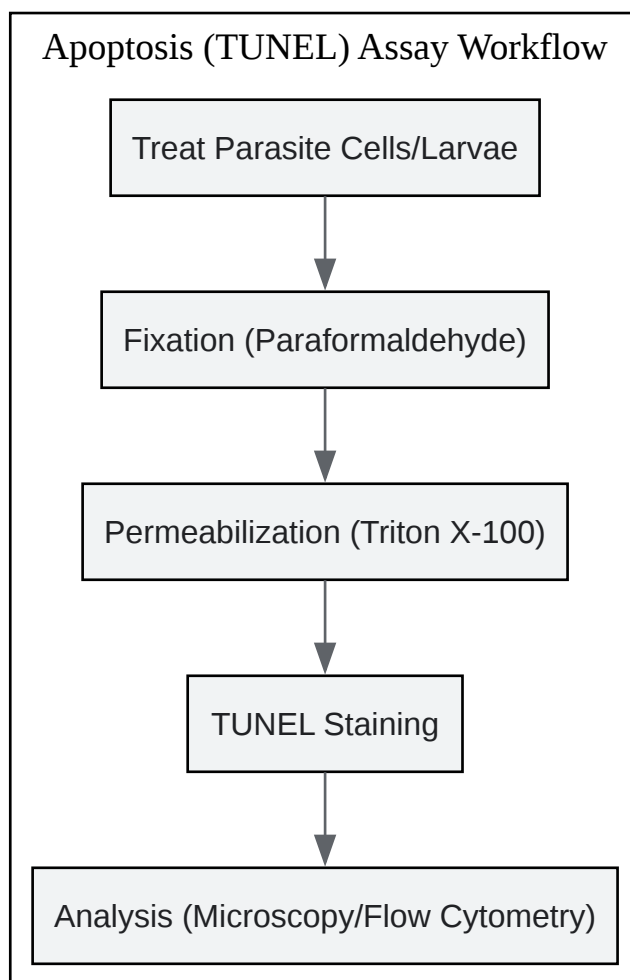 Apoptosis (TUNEL) Assay Workflow
Treat Parasite Cells/Larvae
Fixation (Paraformaldehyde)
Permeabilization (Triton X-100)
TUNEL Staining
Analysis (Microscopy/Flow Cytometry)